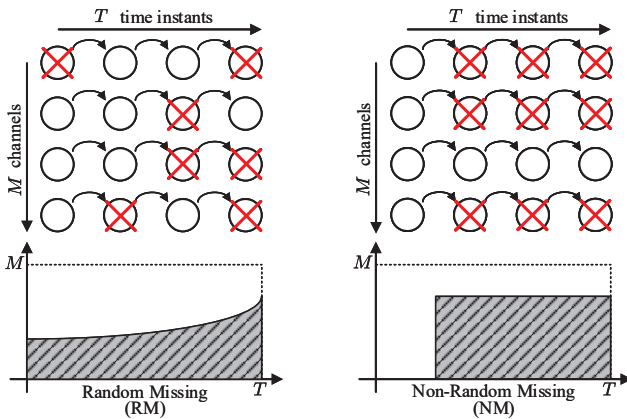 T time instants
M channels
M
T
Random Missing
(RM)
T time instants
M channels
M
T
Non-Random Missing
(NM)